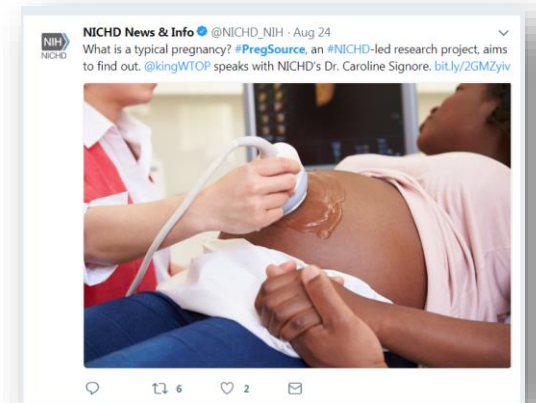 NICHD News & Info @NICHD_NIH · Aug 24
NIH
NICHD
What is a typical pregnancy? #PregSource, an #NICHD-led research project, aims
to find out. @kingWTOP speaks with NICHD's Dr. Caroline Signore. bit.ly/2GMZyiv
6
2